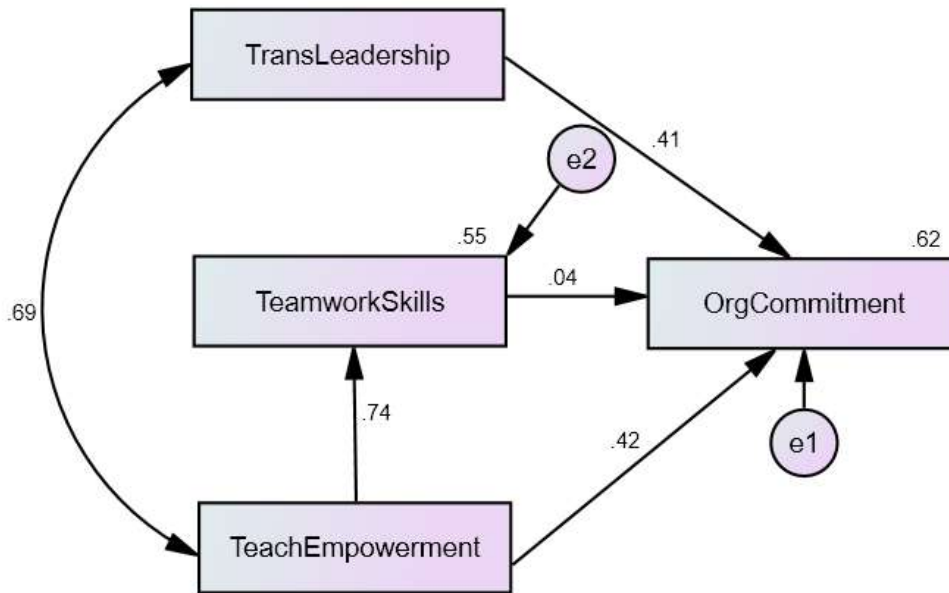 TransLeadership
.41
e2
.55
.62
TeamworkSkills
.04
OrgCommitment
.69
.74
.42
e1
TeachEmpowerment